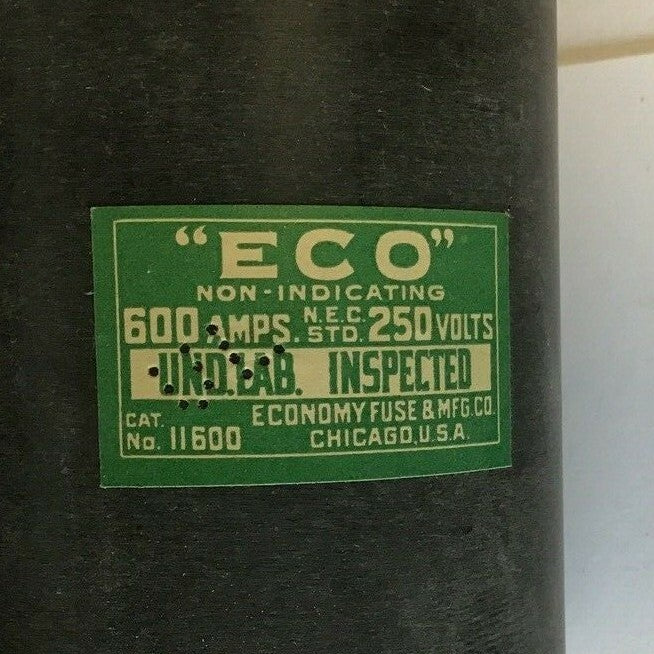 “ECO”
NON-INDICATING
600 AMPS. N.E.C. STD. 250 VOLTS
UND. LAB. INSPECTED
CAT. No. 11600
ECONOMY FUSE & MFG. CO.
CHICAGO, U.S.A.